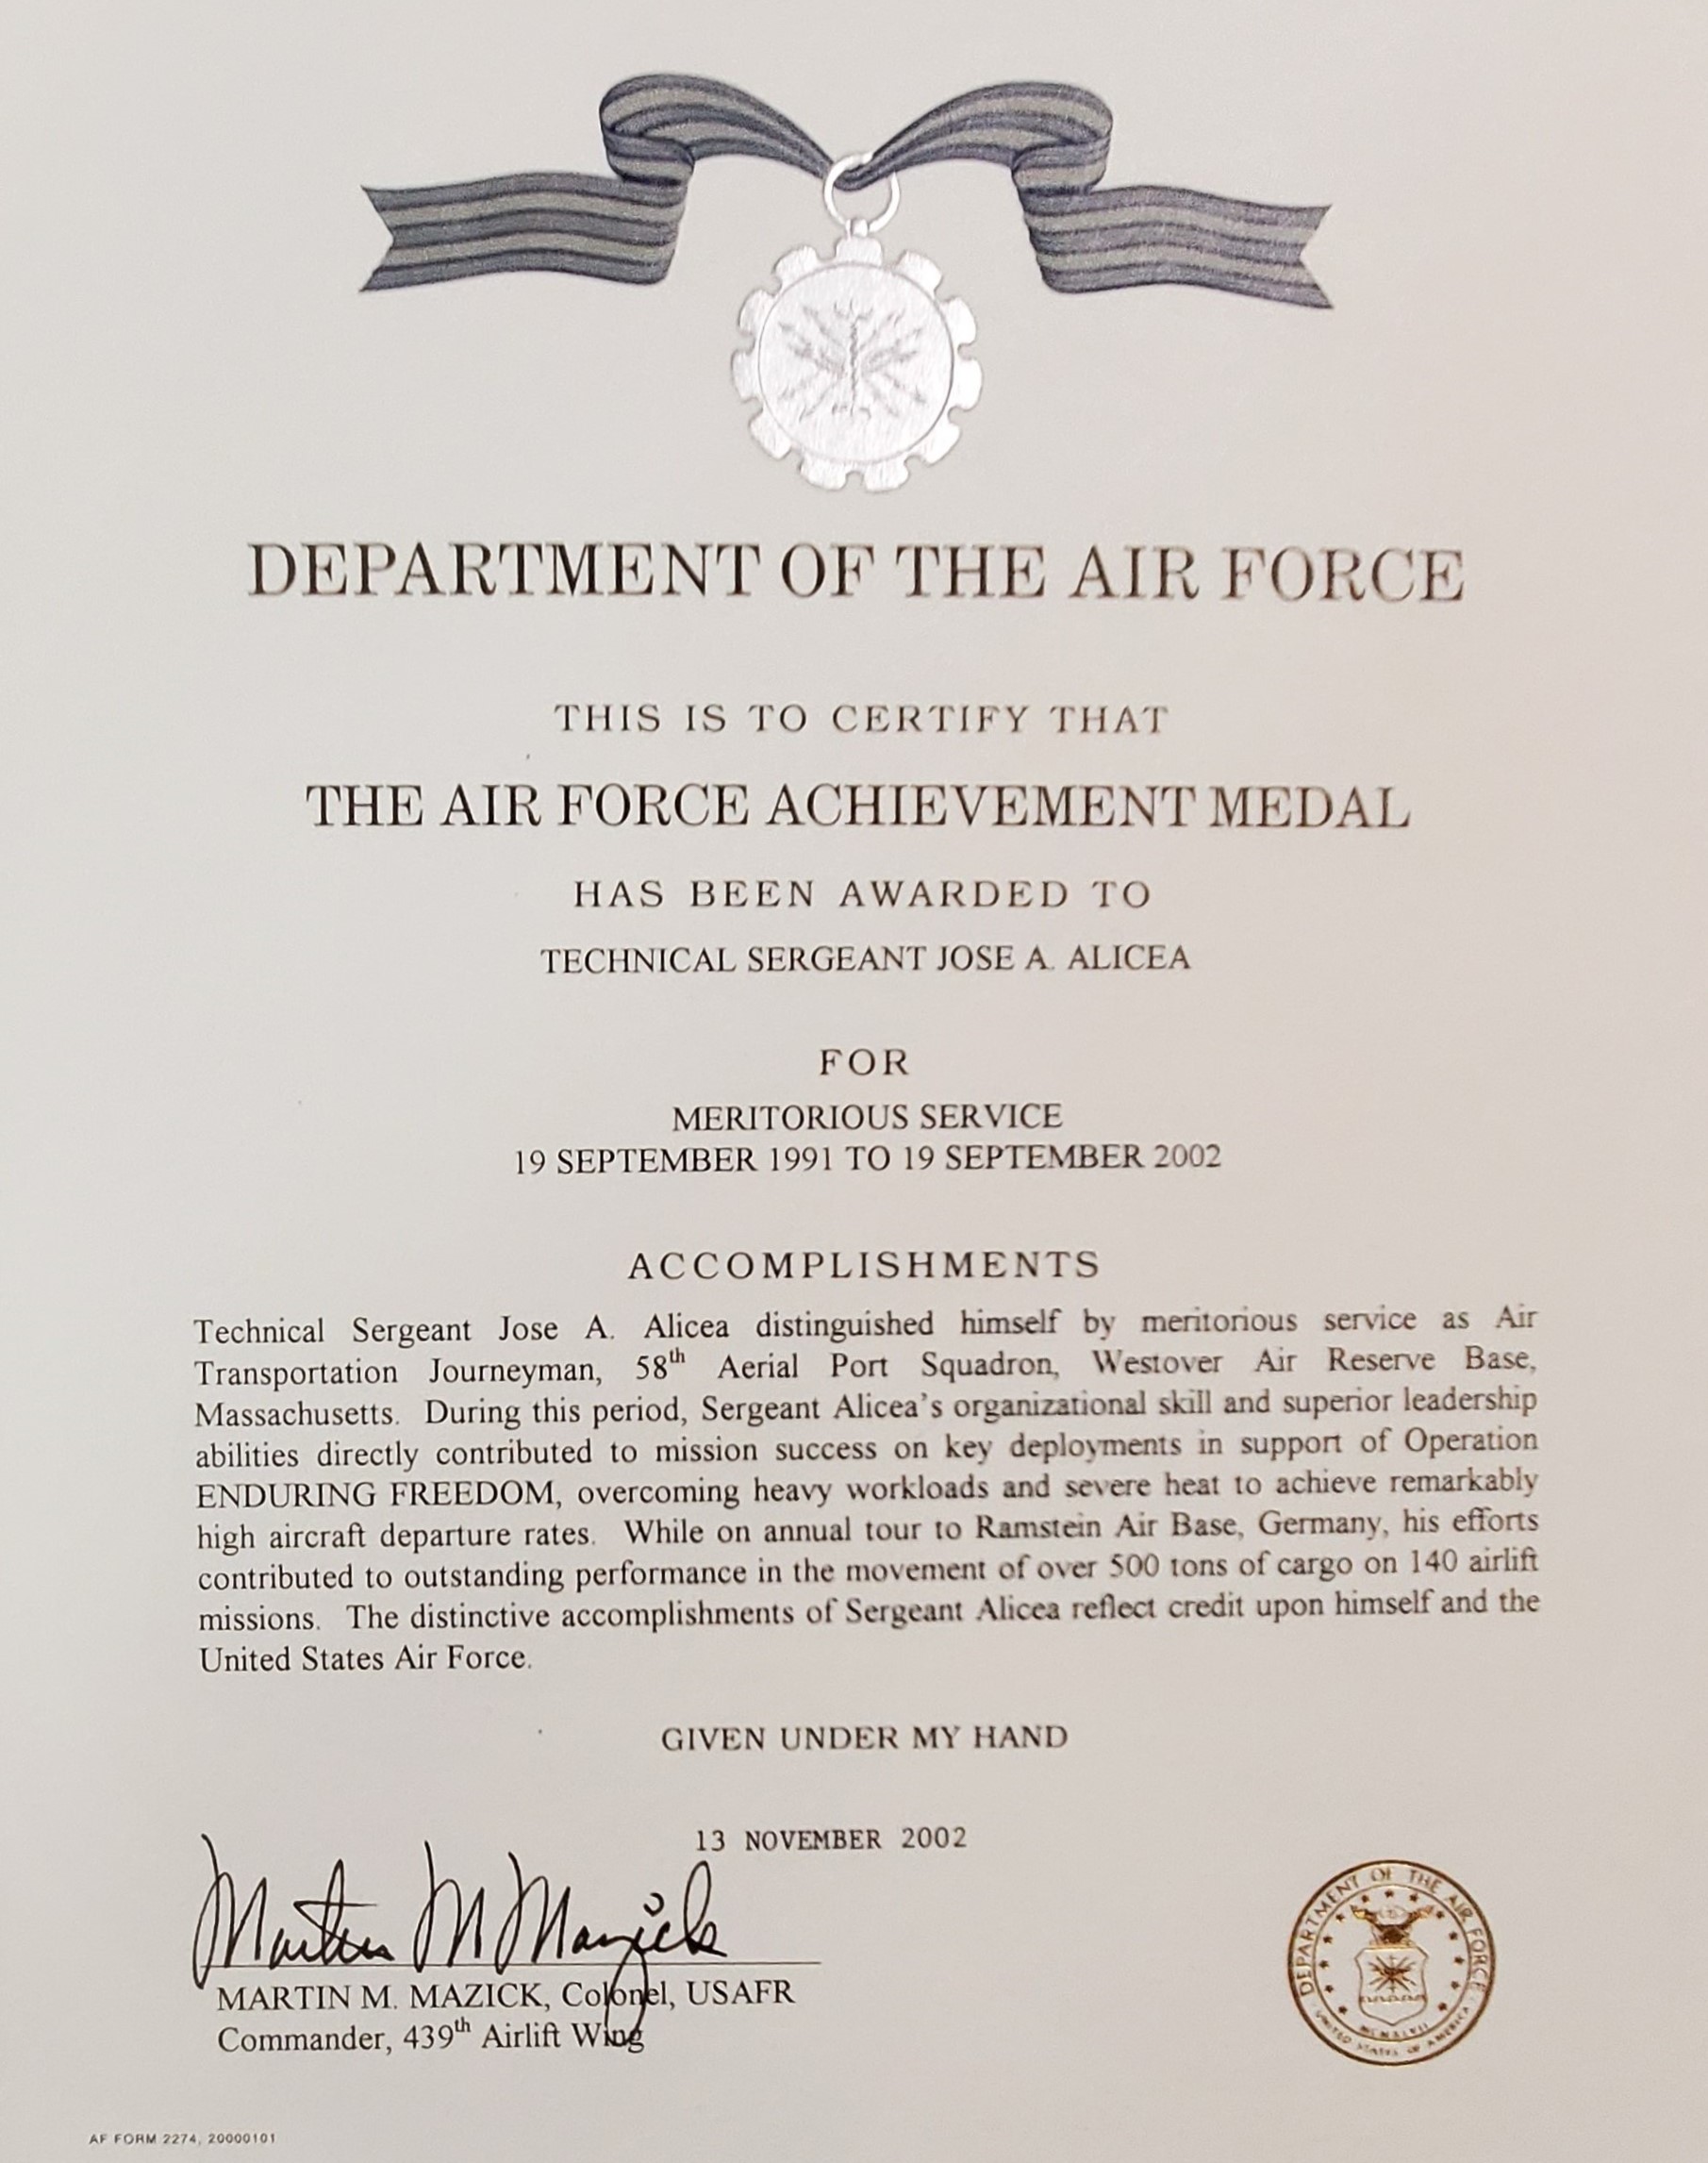 DEPARTMENT OF THE AIR FORCE
THIS IS TO CERTIFY THAT
THE AIR FORCE ACHIEVEMENT MEDAL
HAS BEEN AWARDED TO
TECHNICAL SERGEANT JOSE A. ALICEA
FOR
MERITORIOUS SERVICE
19 SEPTEMBER 1991 TO 19 SEPTEMBER 2002
ACCOMPLISHMENTS
Technical Sergeant Jose A. Alicea distinguished himself by meritorious service as Air
Transportation Journeyman, 58th Aerial Port Squadron, Westover Air Reserve Base,
Massachusetts. During this period, Sergeant Alicea's organizational skill and superior leadership
abilities directly contributed to mission success on key deployments in support of Operation
ENDURING FREEDOM, overcoming heavy workloads and severe heat to achieve remarkably
high aircraft departure rates. While on annual tour to Ramstein Air Base, Germany, his efforts
contributed to outstanding performance in the movement of over 500 tons of cargo on 140 airlift
missions. The distinctive accomplishments of Sergeant Alicea reflect credit upon himself and the
United States Air Force.
GIVEN UNDER MY HAND
13 NOVEMBER 2002
Martin M Mazick
MARTIN M. MAZICK, Colonel, USAFR
Commander, 439th Airlift Wing
DEPARTMENT OF THE AIR FORCE
MCMXLVII
UNITED STATES OF AMERICA
AF FORM 2274, 20000101